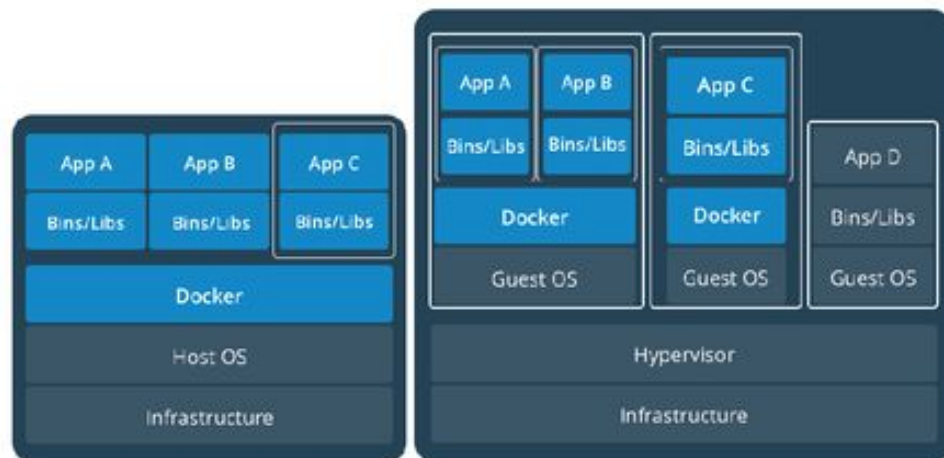 App A App B App C
Bins/Libs Bins/Libs Bins/Libs
Docker
Host OS
Infrastructure
App A App B App C
Bins/Libs Bins/Libs Bins/Libs
Docker Docker
Guest OS Guest OS
App D
Bins/Libs
Guest OS
Hypervisor
Infrastructure